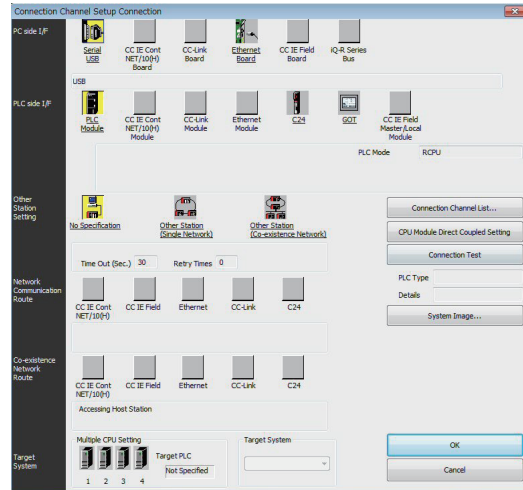 Connection Channel Setup Connection
PC side I/F
Serial
USB
CC IE Cont
NET/10(H)
Board
CC-Link
Board
Ethernet
Board
CC IE Field
Board
iQ-R Series
Bus
USB
PLC side I/F
PLC
Module
CC IE Cont
NET/10(H)
Module
CC-Link
Module
Ethernet
Module
C24
GOT
CC IE Field
Master/Local
Module
PLC Mode RCPU
Other
Station
Setting
No Specification
Other Station
(Single Network)
Other Station
(Co-existence Network)
Connection Channel List...
CPU Module Direct Coupled Setting
Time Out (Sec.) 30 Retry Times 0
Connection Test
PLC Type
Details
System Image...
Network
Communication
Route
CC IE Cont
NET/10(H)
CC IE Field
Ethernet
CC-Link
C24
Co-existence
Network
Route
CC IE Cont
NET/10(H)
CC IE Field
Ethernet
CC-Link
C24
Accessing Host Station
Target
System
Multiple CPU Setting
1 2 3 4
Target PLC
Not Specified
Target System
OK
Cancel